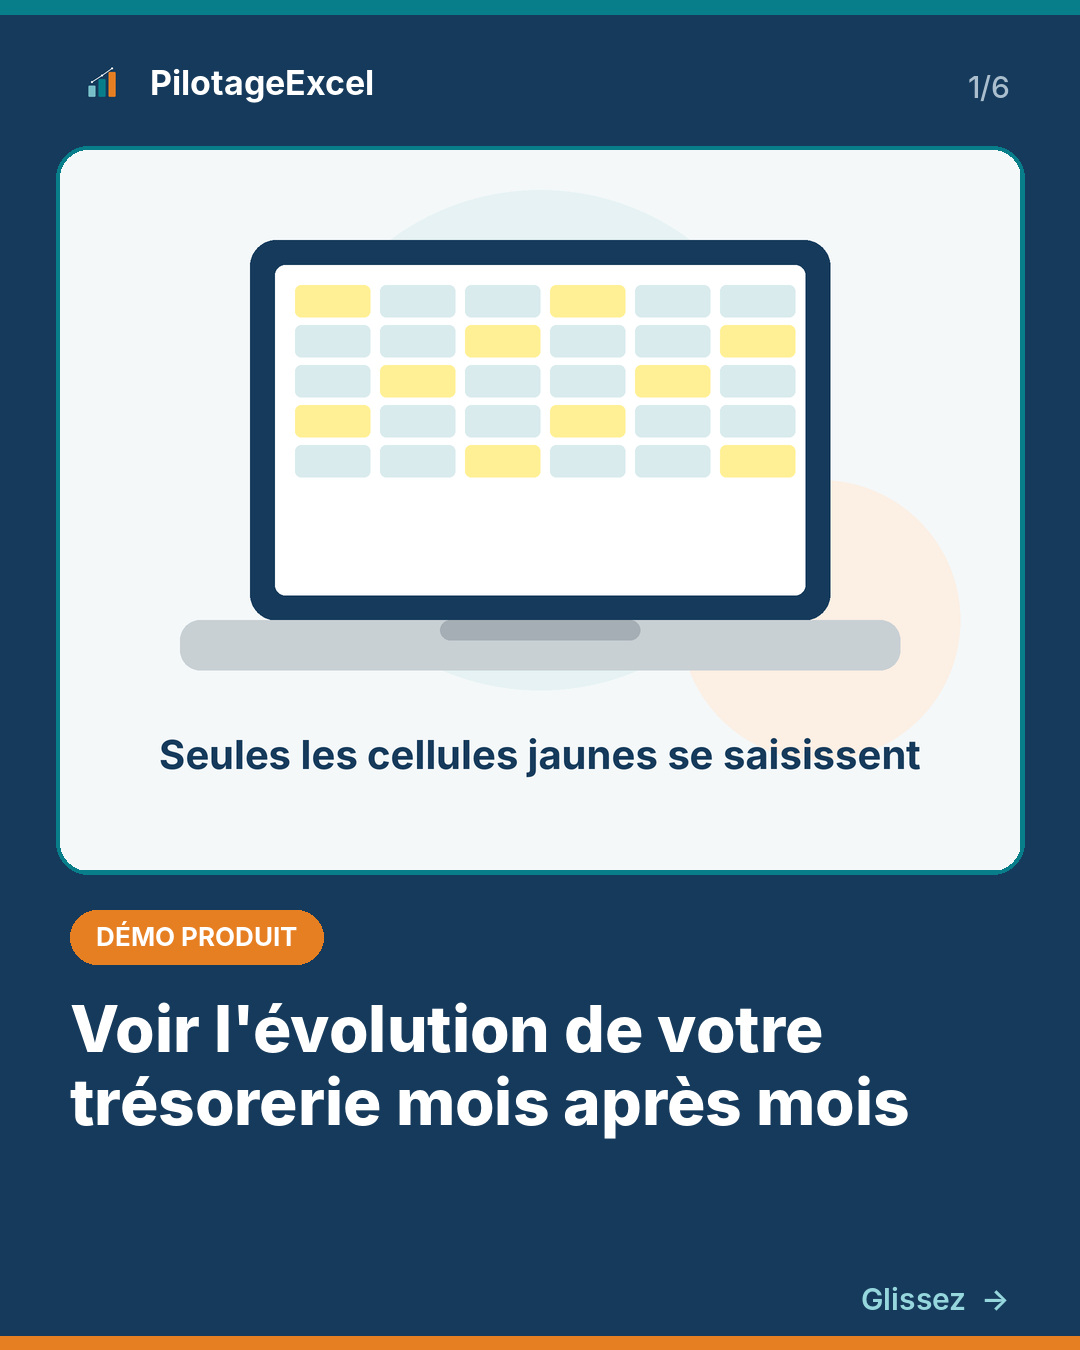 PilotageExcel
1/6
Seules les cellules jaunes se saisissent
DÉMO PRODUIT
Voir l'évolution de votre
trésorerie mois après mois
Glissez →